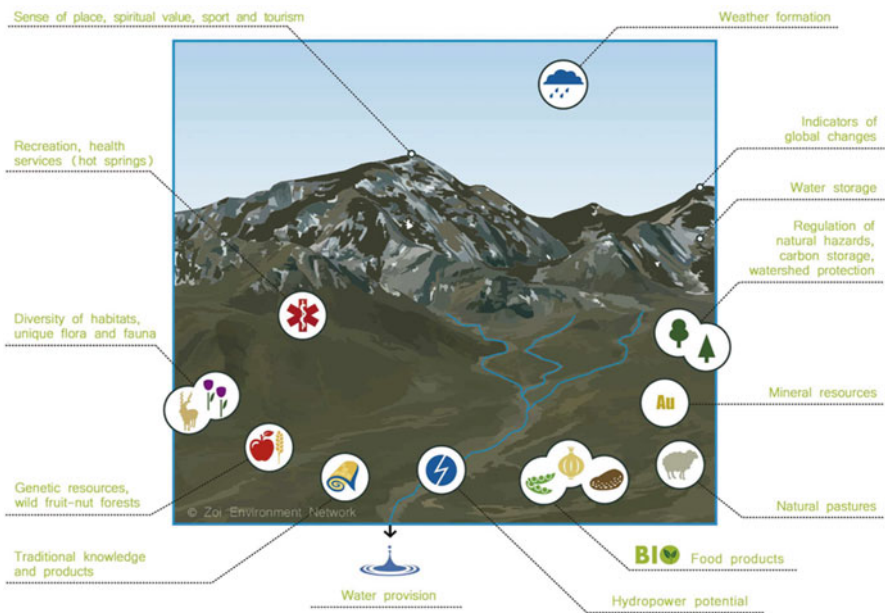 Sense of place, spiritual value, sport and tourism
Weather formation
Indicators of
global changes
Recreation, health
services (hot springs)
Water storage
Regulation of
natural hazards,
carbon storage,
watershed protection
Diversity of habitats,
unique flora and fauna
Au
Mineral resources
Genetic resources,
wild fruit-nut forests
Natural pastures
© Zoï Environment Network
Traditional knowledge
and products
BIO Food products
Water provision
Hydropower potential